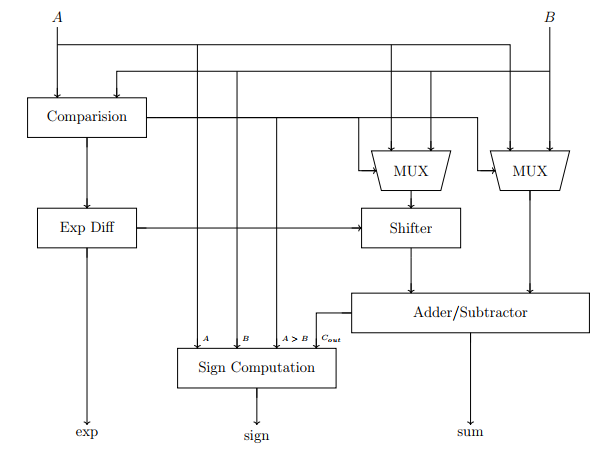 A
B
Comparision
MUX
MUX
Exp Diff
Shifter
Adder/Subtractor
A
B
A > B
C_out
Sign Computation
exp
sign
sum